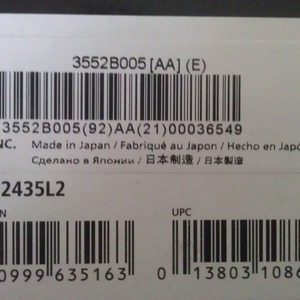 3552B005 [AA] (E)
3552B005(92)AA(21)00036549
NC. Made in Japan / Fabriqué au Japon / Hecho en Japó
Сделано в Японии / 日本制造 / 日本製造
2435L2
N UPC
0999 635163 0 13803 1086